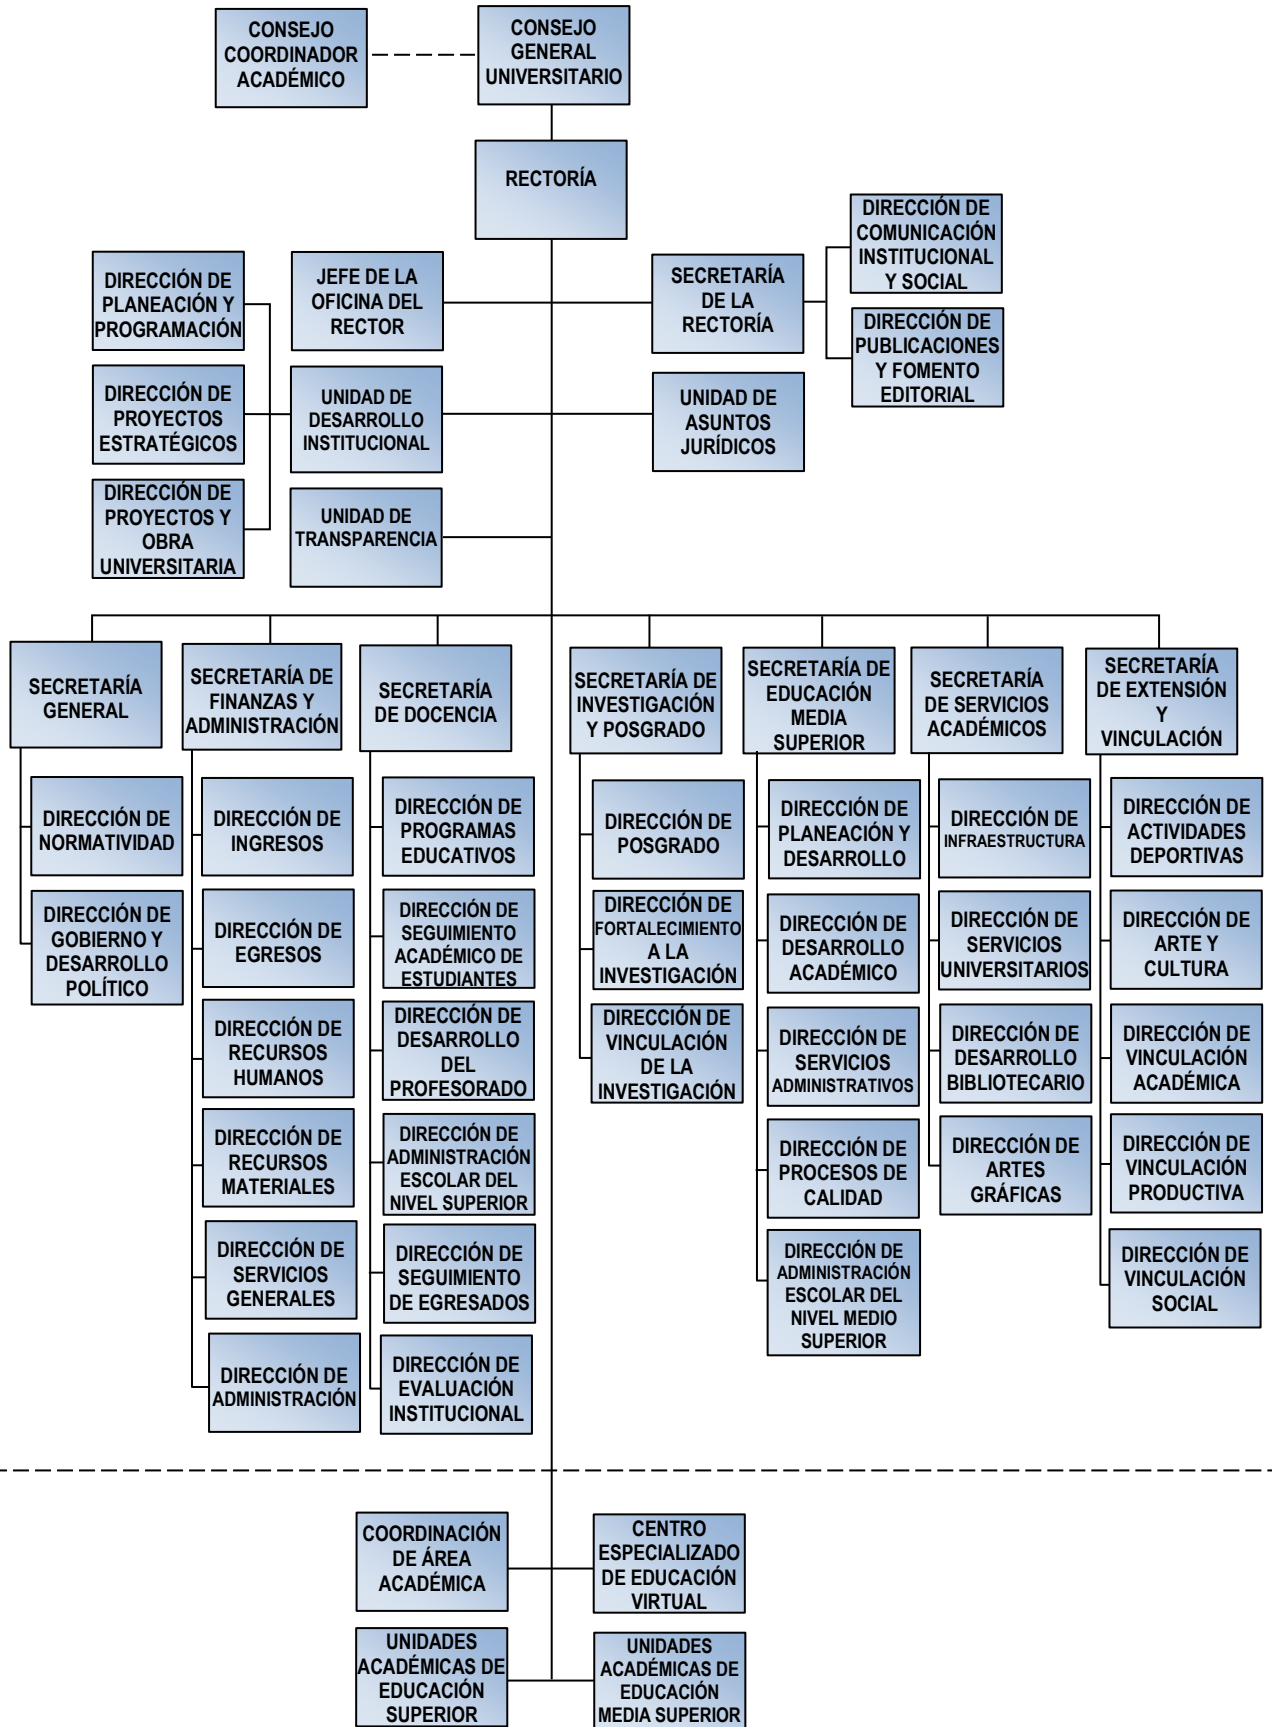 CONSEJO
COORDINADOR
ACADÉMICO
CONSEJO
GENERAL
UNIVERSITARIO
RECTORÍA
DIRECCIÓN DE
COMUNICACIÓN
INSTITUCIONAL
Y SOCIAL
DIRECCIÓN DE
PLANEACIÓN Y
PROGRAMACIÓN
JEFE DE LA
OFICINA DEL
RECTOR
SECRETARÍA
DE LA
RECTORÍA
DIRECCIÓN DE
PUBLICACIONES
Y FOMENTO
EDITORIAL
DIRECCIÓN DE
PROYECTOS
ESTRATÉGICOS
UNIDAD DE
DESARROLLO
INSTITUCIONAL
UNIDAD DE
ASUNTOS
JURÍDICOS
DIRECCIÓN DE
PROYECTOS Y
OBRA
UNIVERSITARIA
UNIDAD DE
TRANSPARENCIA
SECRETARÍA
GENERAL
SECRETARÍA DE
FINANZAS Y
ADMINISTRACIÓN
SECRETARÍA
DE DOCENCIA
SECRETARÍA DE
INVESTIGACIÓN
Y POSGRADO
SECRETARÍA DE
EDUCACIÓN
MEDIA
SUPERIOR
SECRETARÍA
DE SERVICIOS
ACADÉMICOS
SECRETARÍA
DE EXTENSIÓN
Y
VINCULACIÓN
DIRECCIÓN DE
NORMATIVIDAD
DIRECCIÓN DE
INGRESOS
DIRECCIÓN DE
PROGRAMAS
EDUCATIVOS
DIRECCIÓN DE
POSGRADO
DIRECCIÓN DE
PLANEACIÓN Y
DESARROLLO
DIRECCIÓN DE
INFRAESTRUCTURA
DIRECCIÓN DE
ACTIVIDADES
DEPORTIVAS
DIRECCIÓN DE
GOBIERNO Y
DESARROLLO
POLÍTICO
DIRECCIÓN DE
EGRESOS
DIRECCIÓN DE
SEGUIMIENTO
ACADÉMICO DE
ESTUDIANTES
DIRECCIÓN DE
FORTALECIMIENTO
A LA
INVESTIGACIÓN
DIRECCIÓN DE
DESARROLLO
ACADÉMICO
DIRECCIÓN DE
SERVICIOS
UNIVERSITARIOS
DIRECCIÓN DE
ARTE Y
CULTURA
DIRECCIÓN DE
RECURSOS
HUMANOS
DIRECCIÓN DE
DESARROLLO
DEL
PROFESORADO
DIRECCIÓN DE
VINCULACIÓN
DE LA
INVESTIGACIÓN
DIRECCIÓN DE
SERVICIOS
ADMINISTRATIVOS
DIRECCIÓN DE
DESARROLLO
BIBLIOTECARIO
DIRECCIÓN DE
VINCULACIÓN
ACADÉMICA
DIRECCIÓN DE
RECURSOS
MATERIALES
DIRECCIÓN DE
ADMINISTRACIÓN
ESCOLAR DEL
NIVEL SUPERIOR
DIRECCIÓN DE
PROCESOS DE
CALIDAD
DIRECCIÓN DE
ARTES
GRÁFICAS
DIRECCIÓN DE
VINCULACIÓN
PRODUCTIVA
DIRECCIÓN DE
SERVICIOS
GENERALES
DIRECCIÓN DE
SEGUIMIENTO
DE EGRESADOS
DIRECCIÓN DE
ADMINISTRACIÓN
ESCOLAR DEL
NIVEL MEDIO
SUPERIOR
DIRECCIÓN DE
VINCULACIÓN
SOCIAL
DIRECCIÓN DE
ADMINISTRACIÓN
DIRECCIÓN DE
EVALUACIÓN
INSTITUCIONAL
COORDINACIÓN
DE ÁREA
ACADÉMICA
CENTRO
ESPECIALIZADO
DE EDUCACIÓN
VIRTUAL
UNIDADES
ACADÉMICAS DE
EDUCACIÓN
SUPERIOR
UNIDADES
ACADÉMICAS DE
EDUCACIÓN
MEDIA SUPERIOR